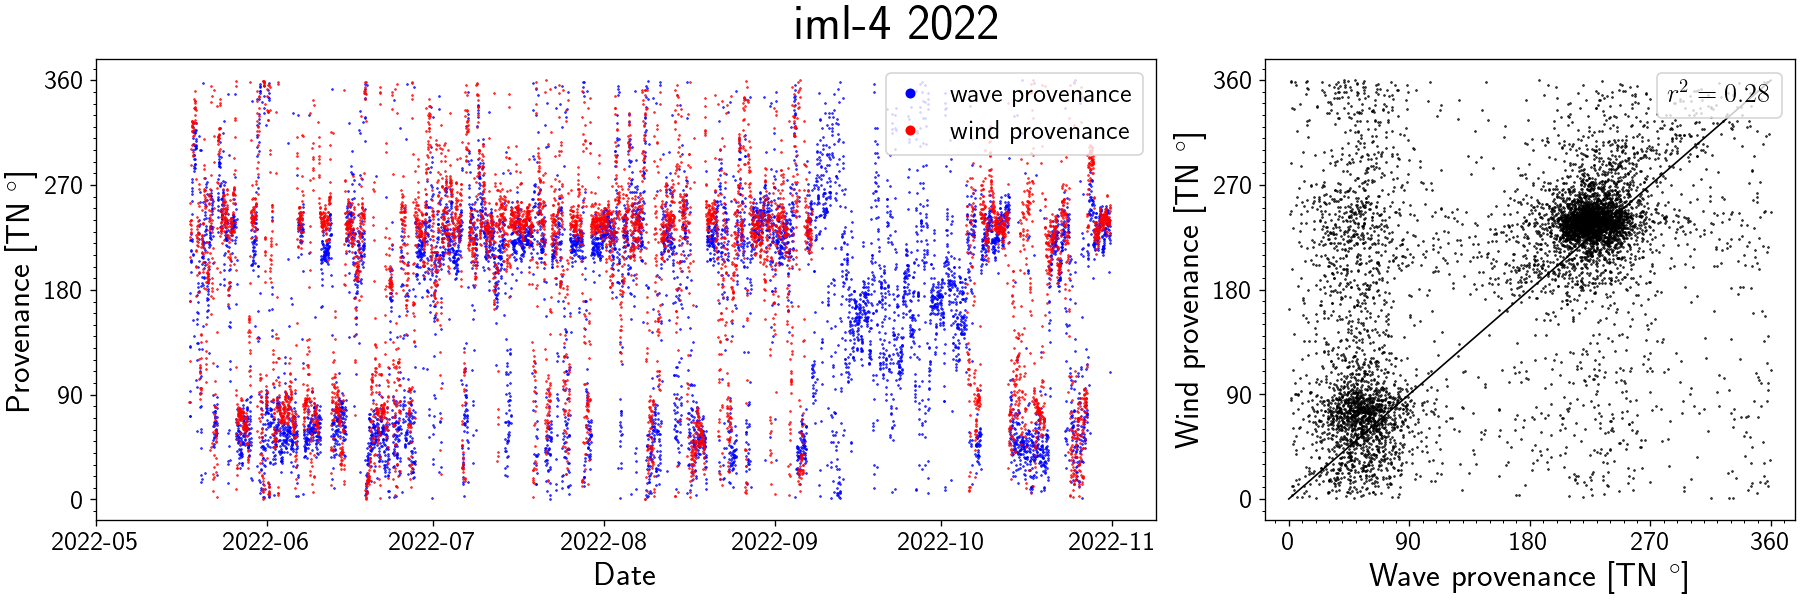 iml-4 2022
Provenance [TN °]
360
270
180
90
0
wave provenance
wind provenance
2022-05 2022-06 2022-07 2022-08 2022-09 2022-10 2022-11
Date
Wind provenance [TN °]
360
270
180
90
0
r² = 0.28
0 90 180 270 360
Wave provenance [TN °]